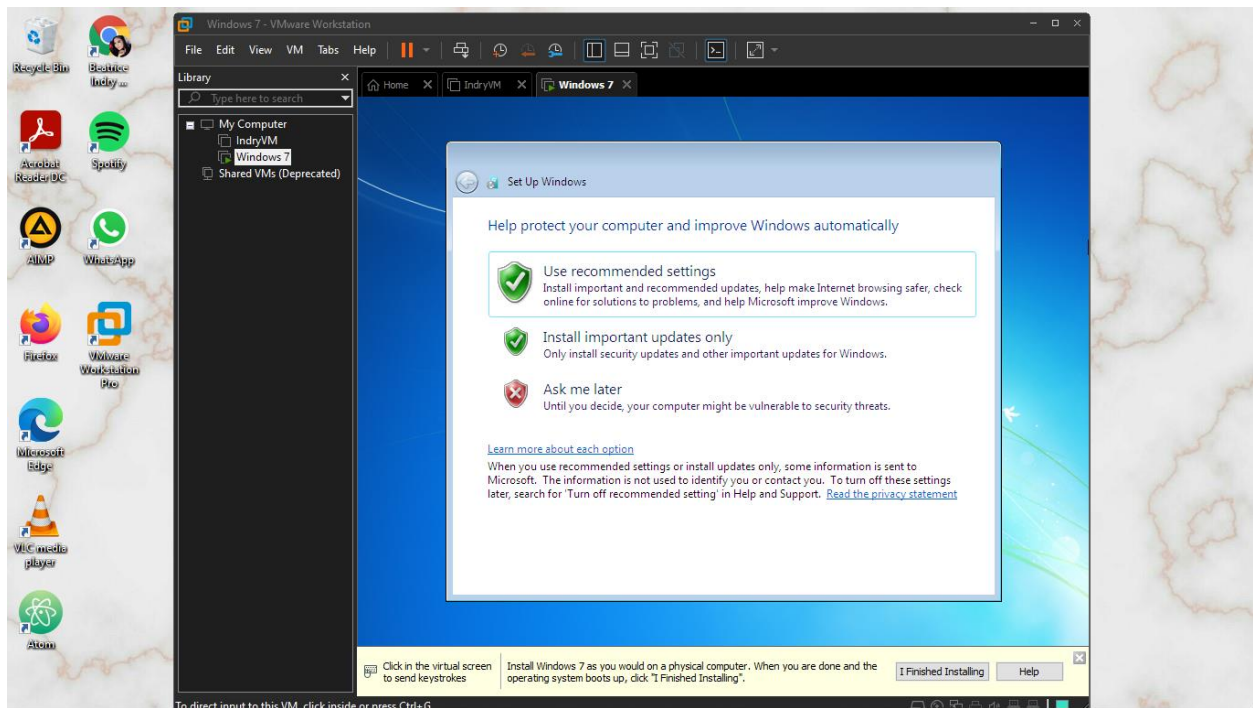 Recycle Bin
Beatrice
Indry ...
Acrobat
Reader DC
Spotify
AIMP
WhatsApp
Firefox
VMware
Workstation
Pro
Microsoft
Edge
VLC media
player
Atom
Windows 7 - VMware Workstation
File Edit View VM Tabs Help
Library
Type here to search
My Computer
IndryVM
Windows 7
Shared VMs (Deprecated)
Home IndryVM Windows 7
Set Up Windows
Help protect your computer and improve Windows automatically
Use recommended settings
Install important and recommended updates, help make Internet browsing safer, check
online for solutions to problems, and help Microsoft improve Windows.
Install important updates only
Only install security updates and other important updates for Windows.
Ask me later
Until you decide, your computer might be vulnerable to security threats.
Learn more about each option
When you use recommended settings or install updates only, some information is sent to
Microsoft. The information is not used to identify you or contact you. To turn off these settings
later, search for 'Turn off recommended setting' in Help and Support. Read the privacy statement
Click in the virtual screen
to send keystrokes
Install Windows 7 as you would on a physical computer. When you are done and the
operating system boots up, click "I Finished Installing".
I Finished Installing
Help
To direct input to this VM, click inside or press Ctrl+G.